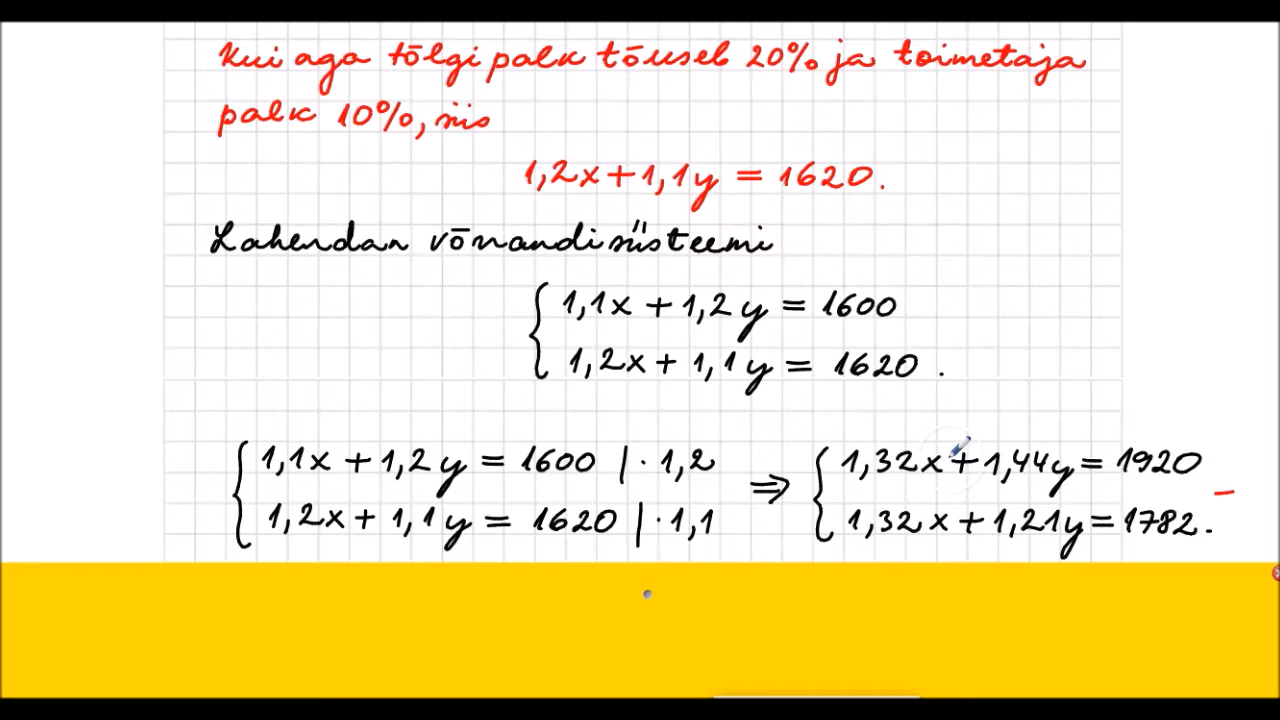 Kui aga tõlgi palk tõuseb 20% ja toimetaja
palk 10%, siis
1,2x + 1,1y = 1620.
Lahendan võrrandisüsteemi
1,1x + 1,2y = 1600
1,2x + 1,1y = 1620 .
1,1x + 1,2y = 1600 | · 1,2
1,2x + 1,1y = 1620 | · 1,1
⇒
1,32x + 1,44y = 1920
1,32x + 1,21y = 1782. −